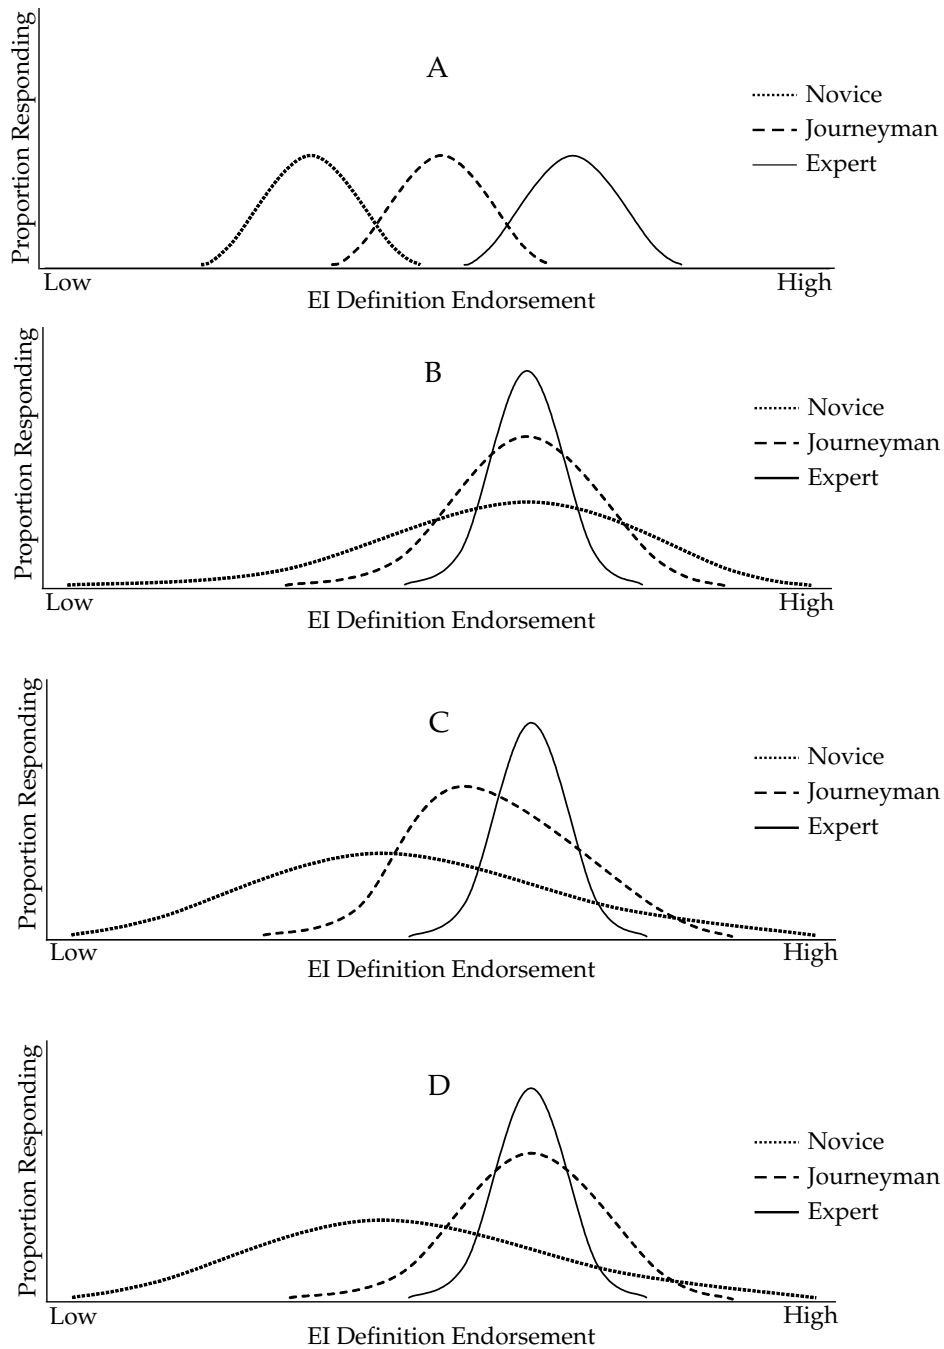 A
Proportion Responding
Novice
Journeyman
Expert
Low
High
EI Definition Endorsement
B
Proportion Responding
Novice
Journeyman
Expert
Low
High
EI Definition Endorsement
C
Proportion Responding
Novice
Journeyman
Expert
Low
High
EI Definition Endorsement
D
Proportion Responding
Novice
Journeyman
Expert
Low
High
EI Definition Endorsement